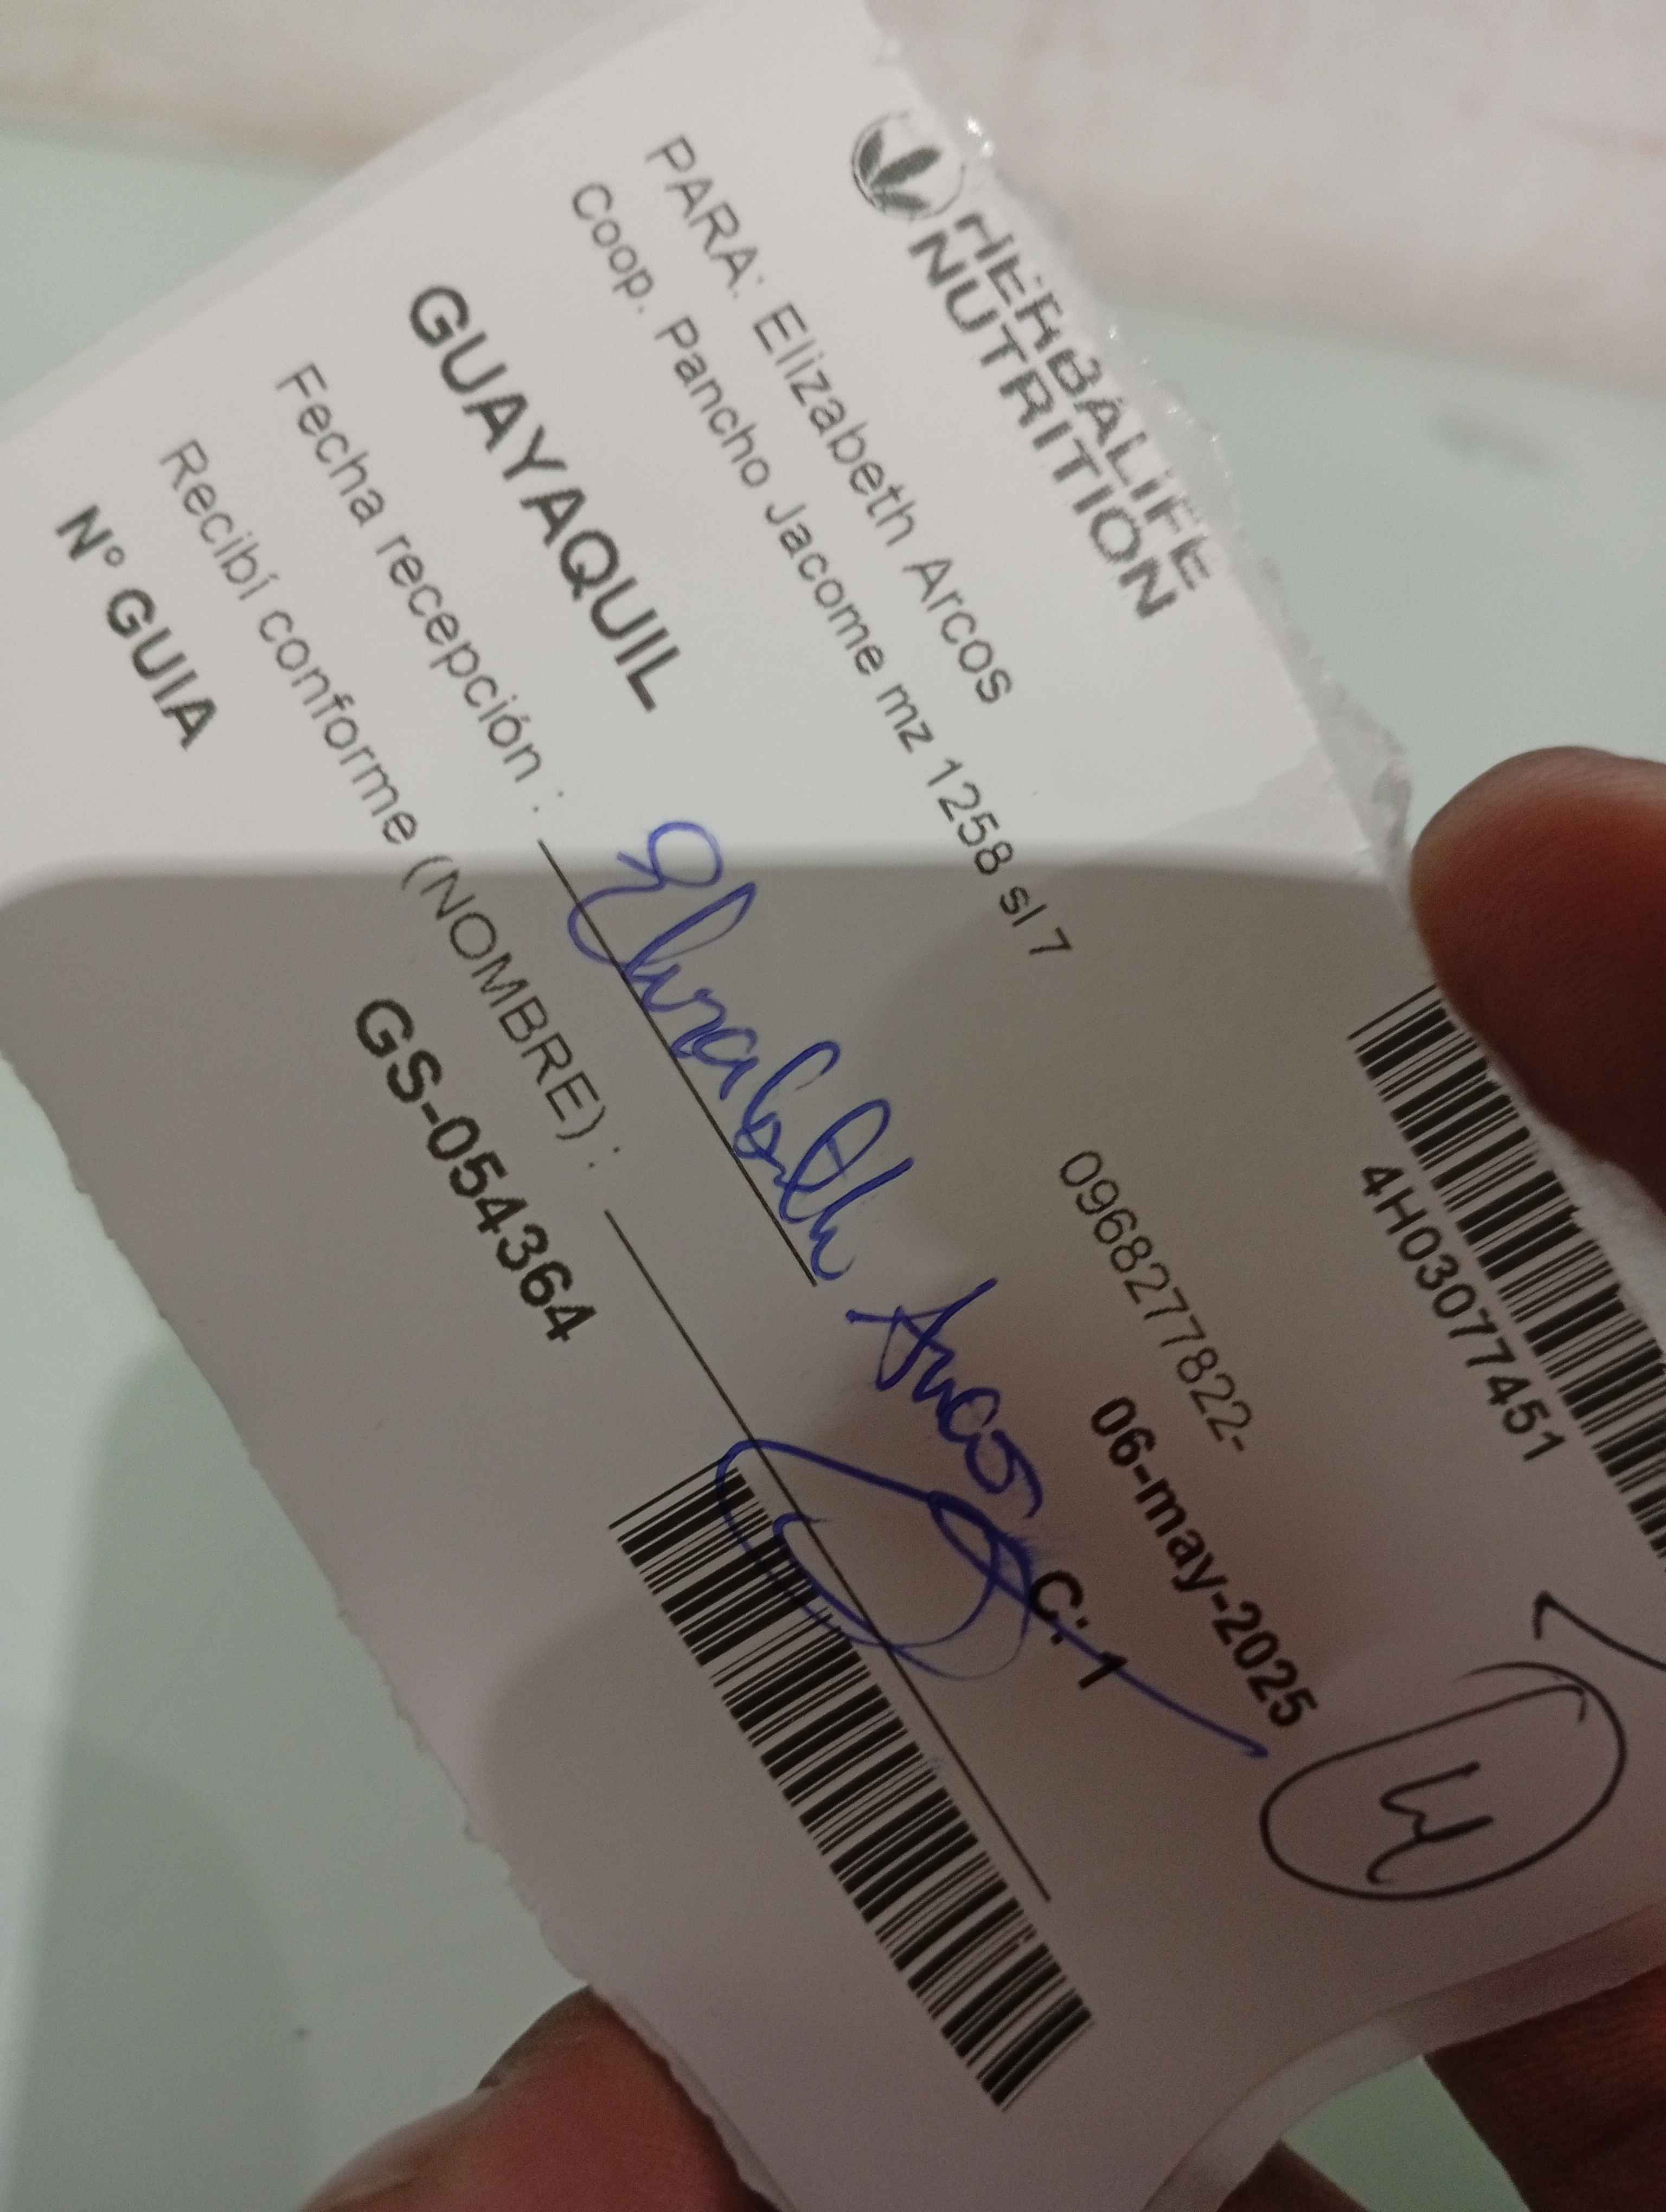 HERBALIFE
NUTRITION
4H03077451
PARA: Elizabeth Arcos
Coop. Pancho Jacome mz 1258 sl 7
0968277822-
06-may-2025
GUAYAQUIL
C: 1
Fecha recepción : Elizabeth Arcos
Recibí conforme (NOMBRE) :
Nº GUIA GS-054364